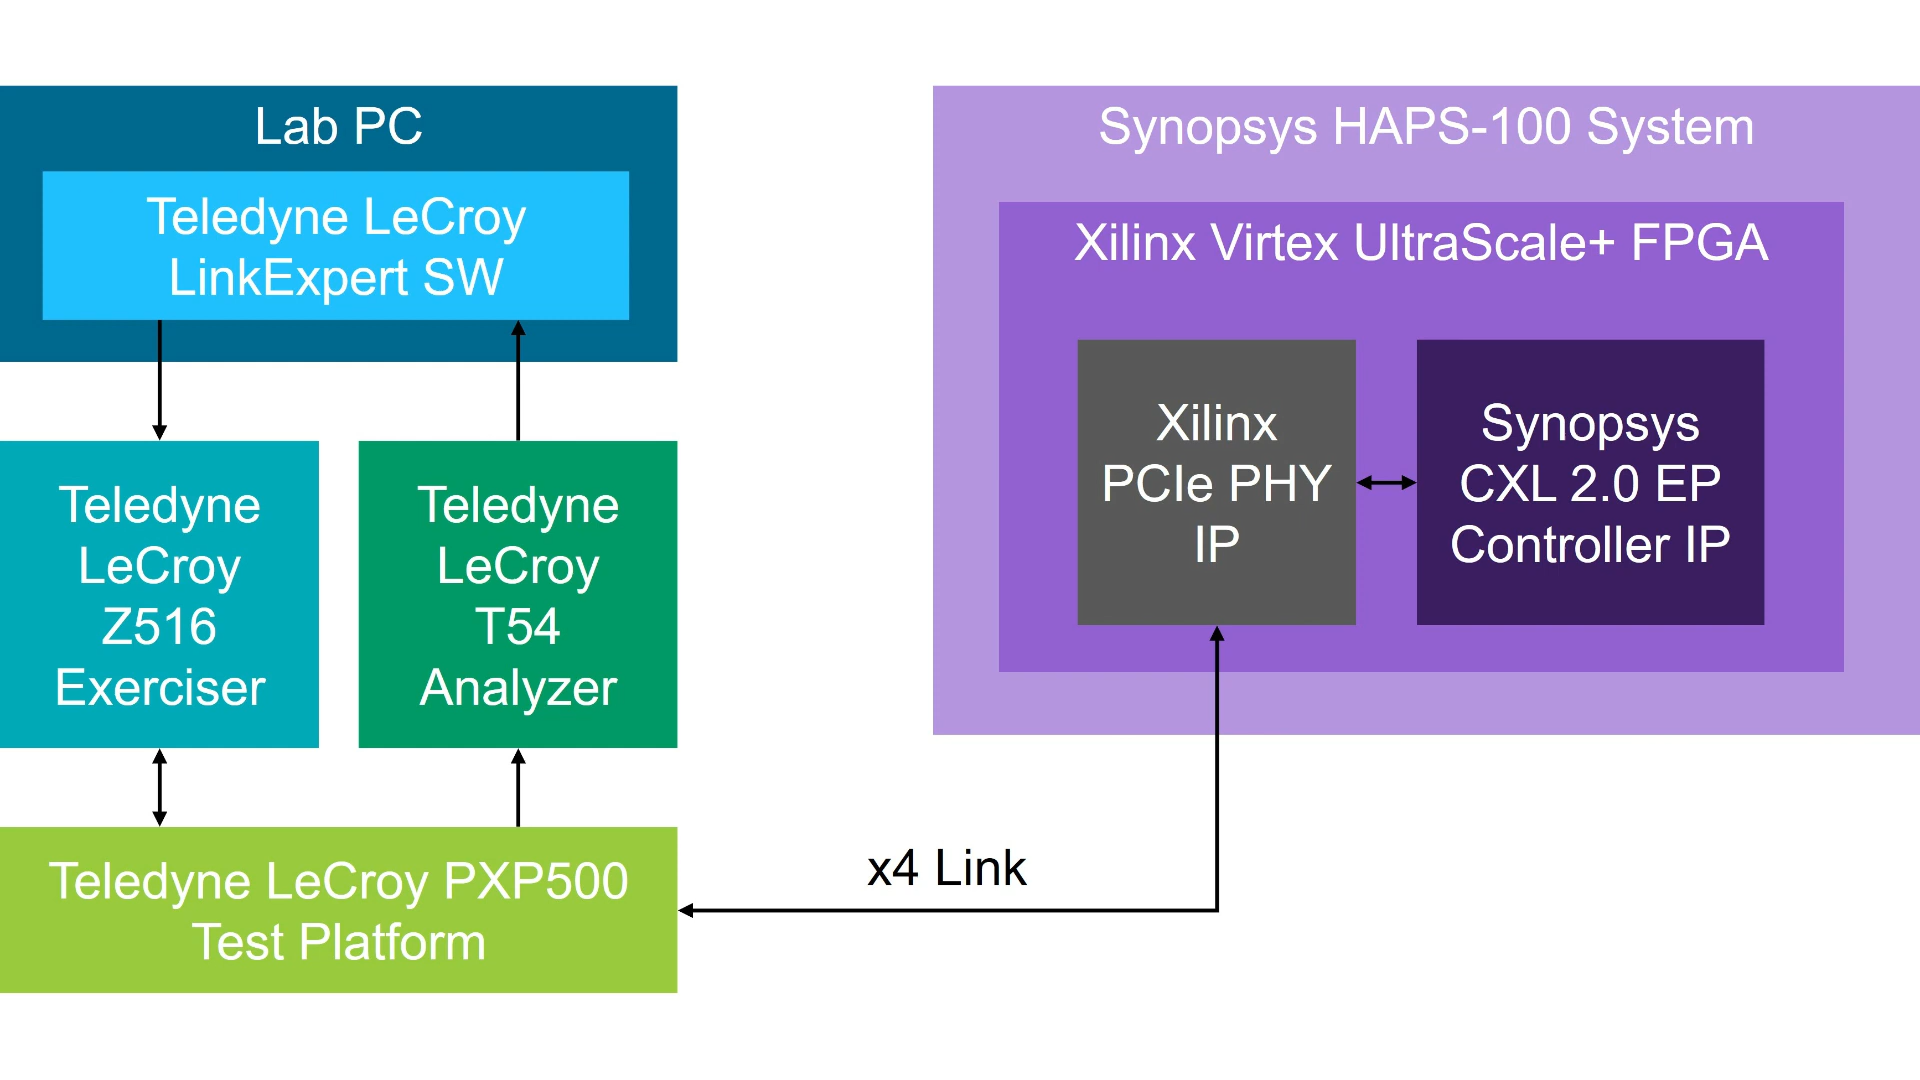 Lab PC
Teledyne LeCroy
LinkExpert SW
Teledyne
LeCroy
Z516
Exerciser
Teledyne
LeCroy
T54
Analyzer
Teledyne LeCroy PXP500
Test Platform
x4 Link
Synopsys HAPS-100 System
Xilinx Virtex UltraScale+ FPGA
Xilinx
PCIe PHY
IP
Synopsys
CXL 2.0 EP
Controller IP